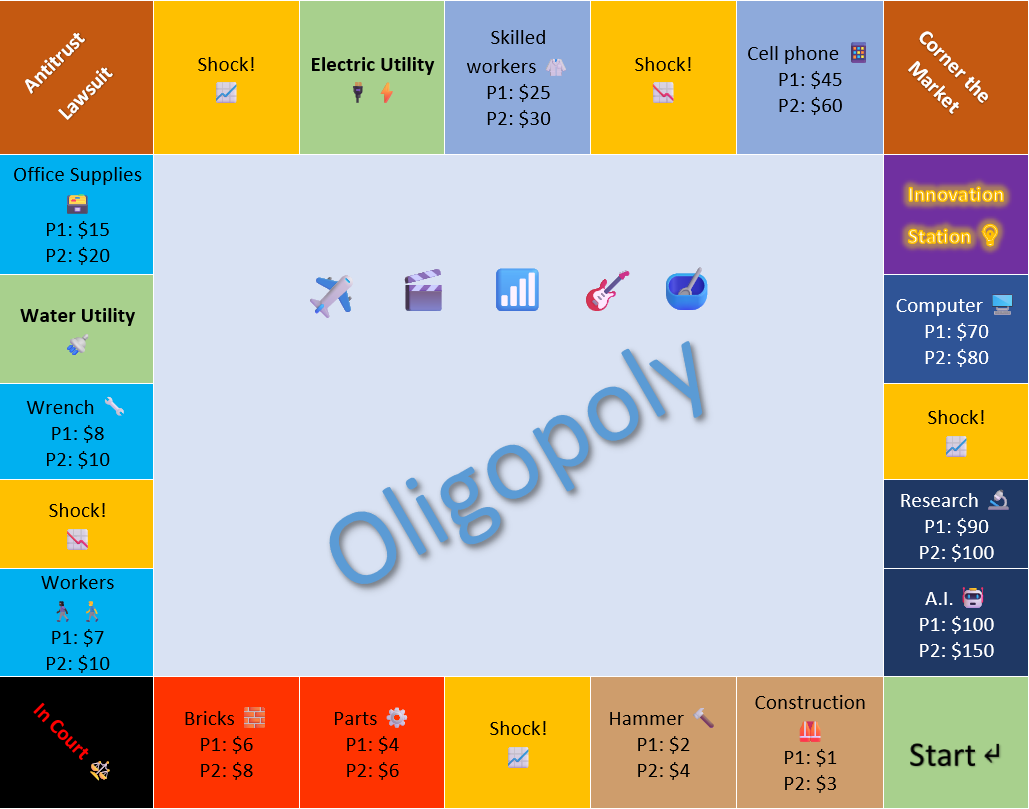 Antitrust
Lawsuit
Shock!
Electric Utility
Skilled
workers
P1: $25
P2: $30
Shock!
Cell phone
P1: $45
P2: $60
Corner the
Market
Office Supplies
P1: $15
P2: $20
Innovation
Station
Water Utility
Computer
P1: $70
P2: $80
Wrench
P1: $8
P2: $10
Shock!
Shock!
Research
P1: $90
P2: $100
Workers
P1: $7
P2: $10
A.I.
P1: $100
P2: $150
Oligopoly
In Court
Bricks
P1: $6
P2: $8
Parts
P1: $4
P2: $6
Shock!
Hammer
P1: $2
P2: $4
Construction
P1: $1
P2: $3
Start ↵